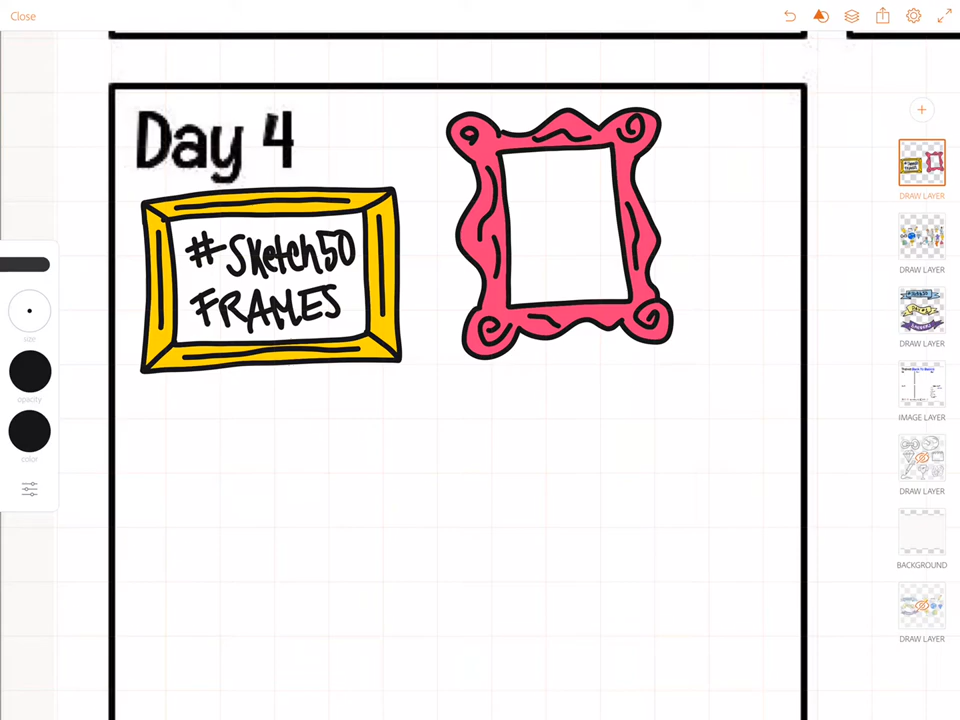 Close
Day 4
#Sketch50
FRAMES
size
opacity
color
DRAW LAYER
DRAW LAYER
DRAW LAYER
IMAGE LAYER
DRAW LAYER
BACKGROUND
DRAW LAYER